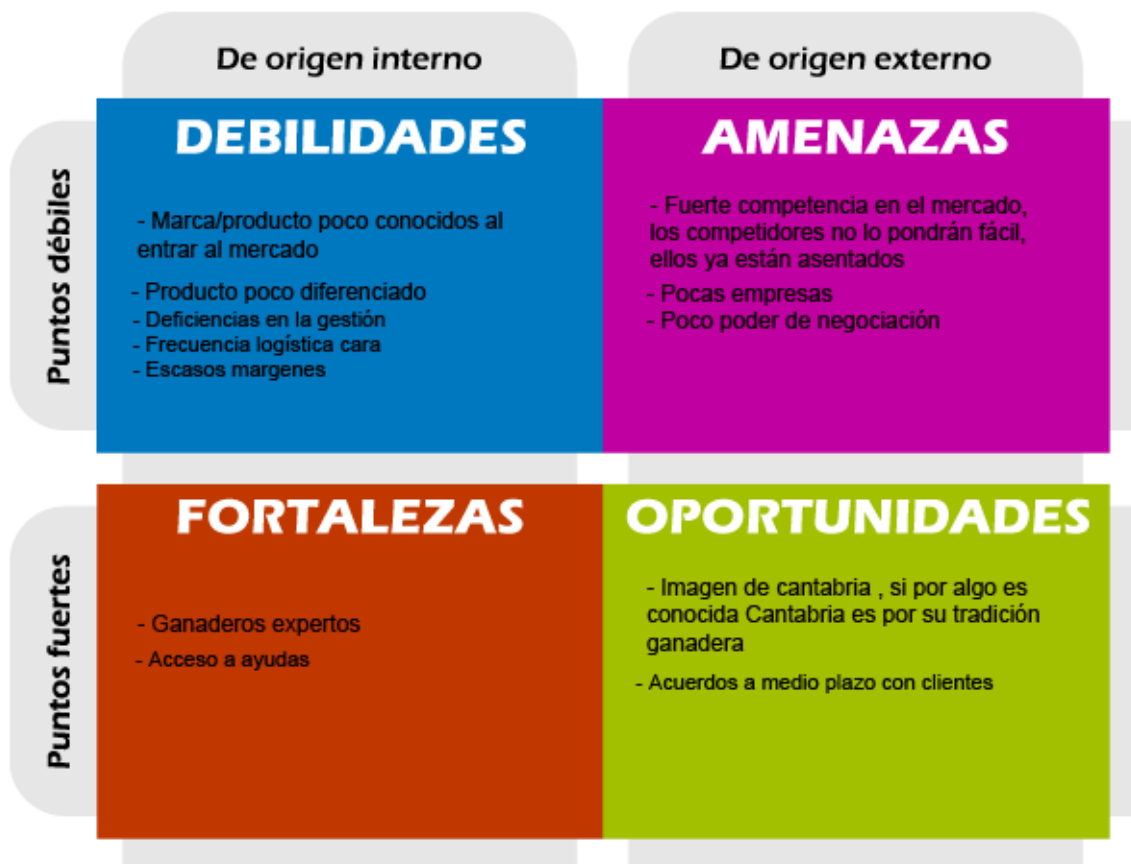 De origen interno
De origen externo
Puntos débiles
DEBILIDADES
- Marca/producto poco conocidos al
entrar al mercado
- Producto poco diferenciado
- Deficiencias en la gestión
- Frecuencia logística cara
- Escasos margenes
AMENAZAS
- Fuerte competencia en el mercado,
los competidores no lo pondrán fácil,
ellos ya están asentados
- Pocas empresas
- Poco poder de negociación
Puntos fuertes
FORTALEZAS
- Ganaderos expertos
- Acceso a ayudas
OPORTUNIDADES
- Imagen de cantabria , si por algo es
conocida Cantabria es por su tradición
ganadera
- Acuerdos a medio plazo con clientes